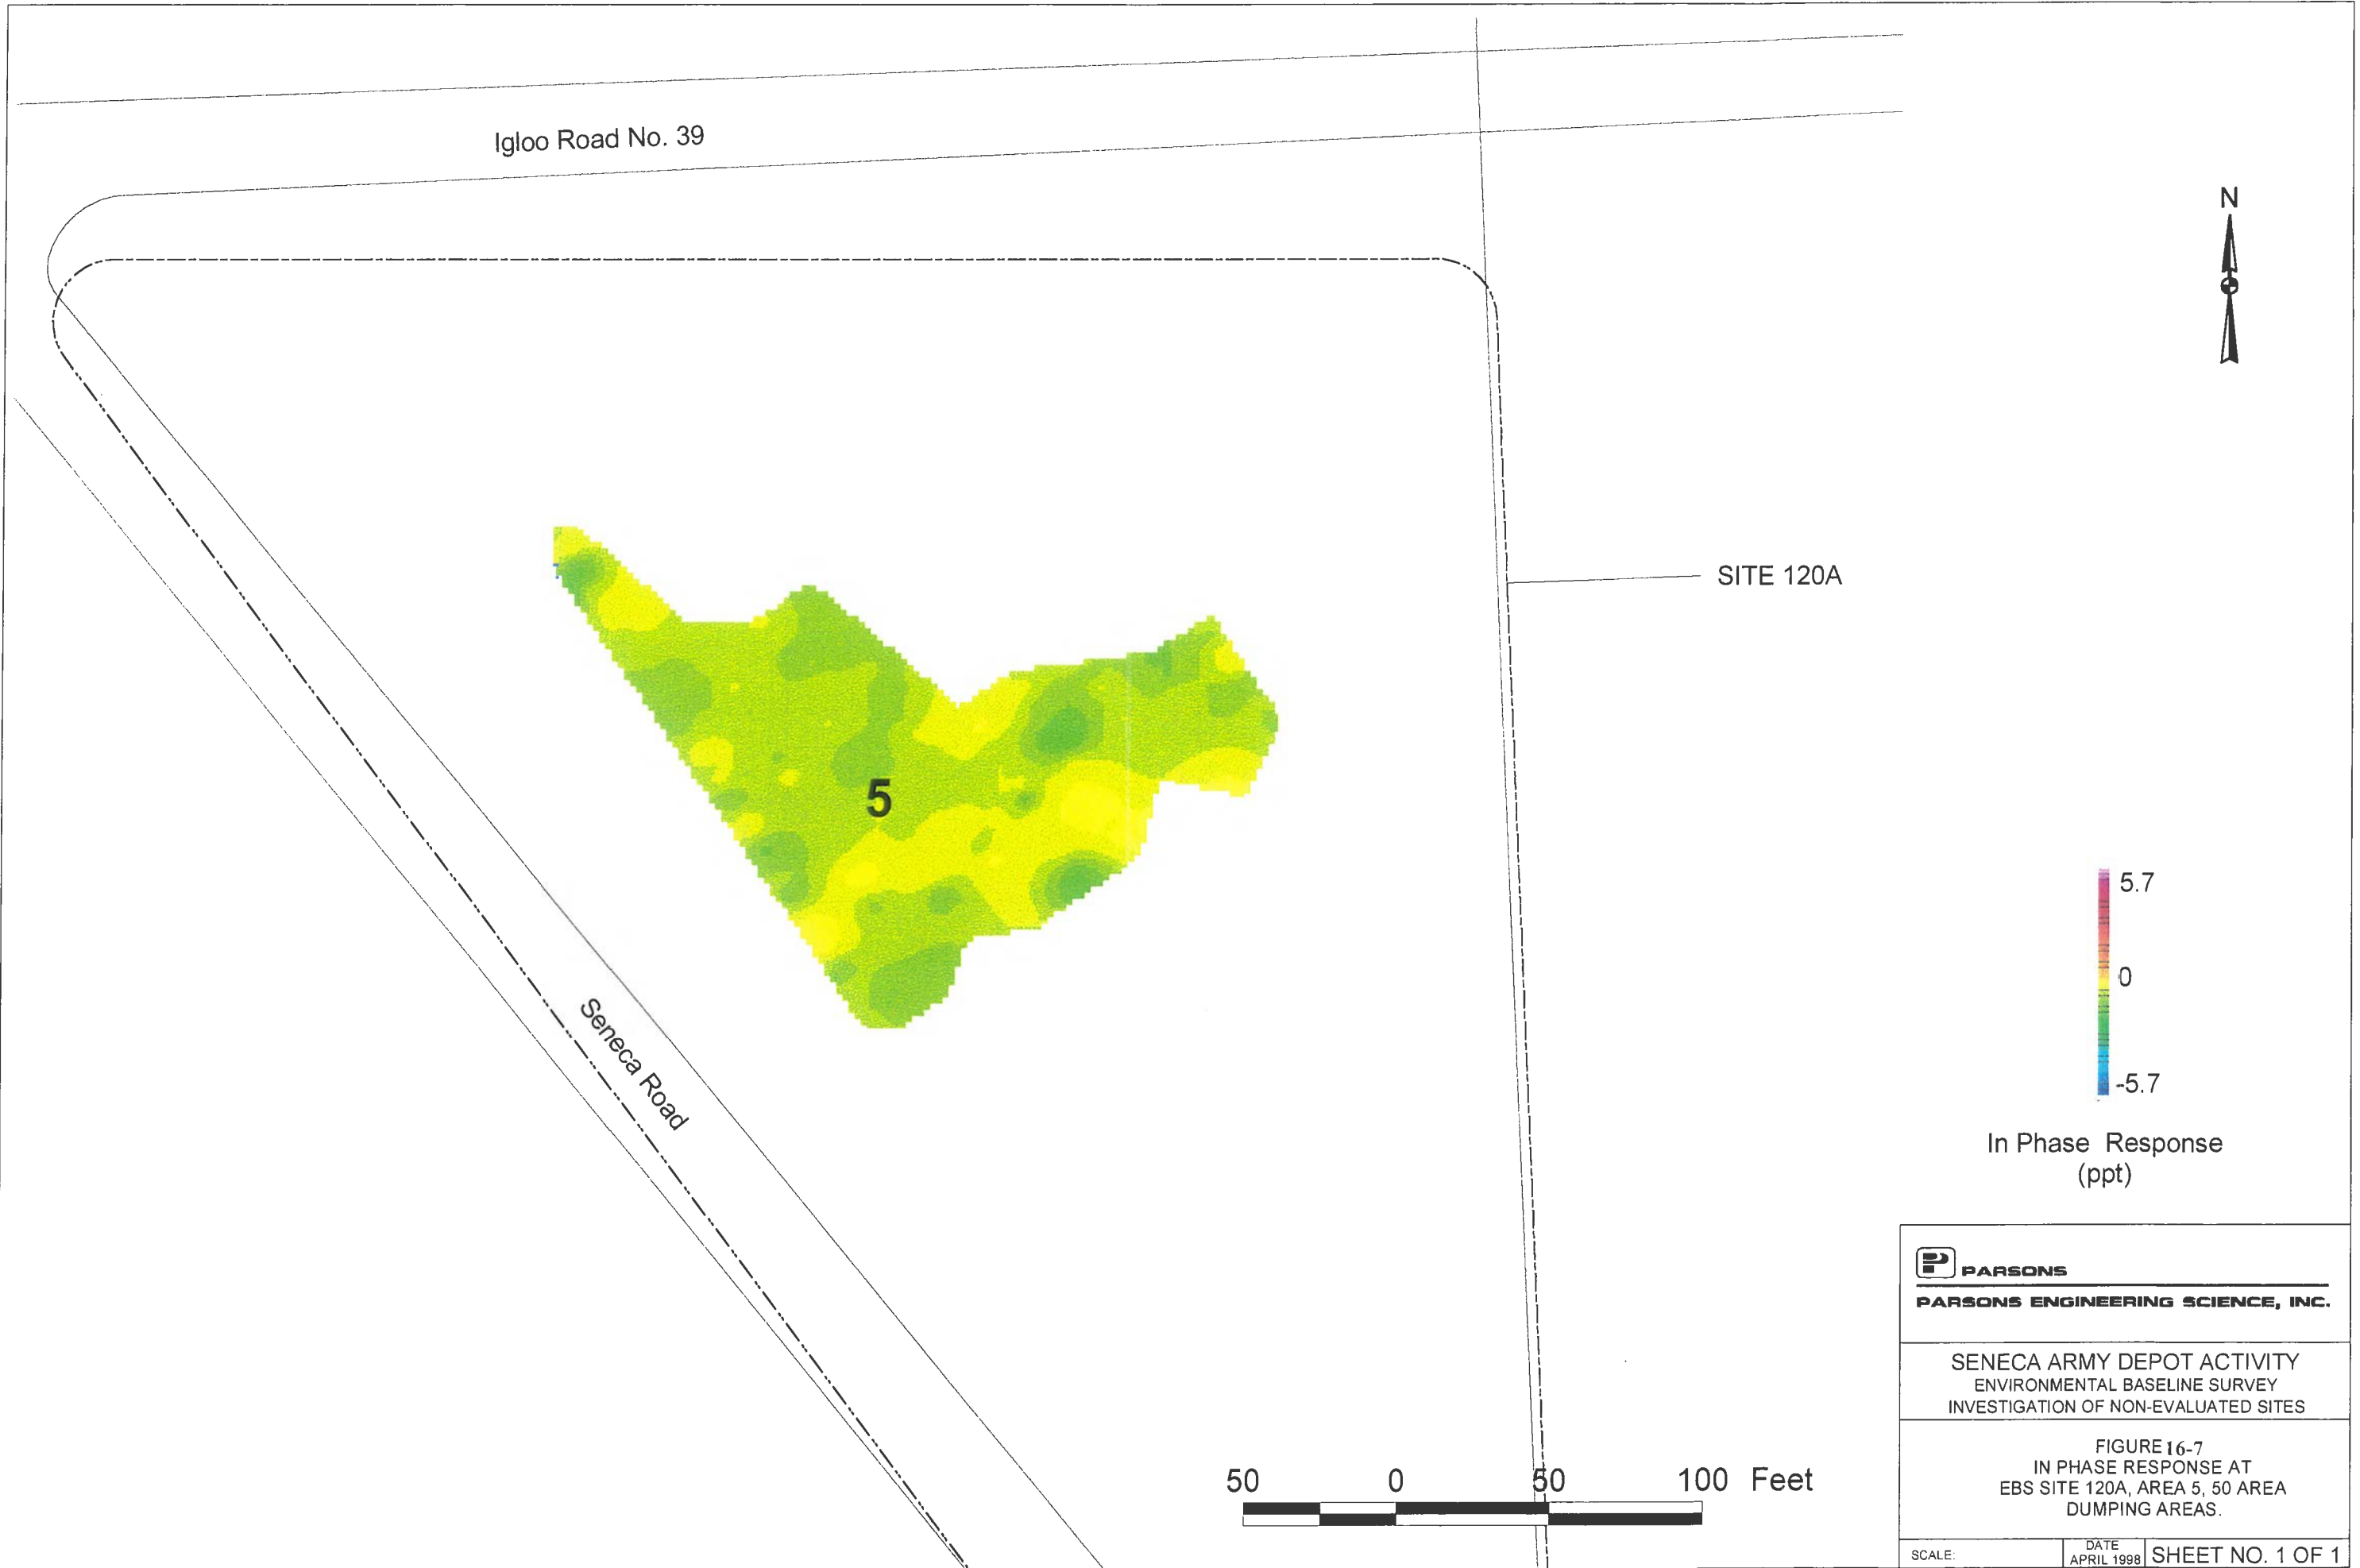 Igloo Road No. 39
N
SITE 120A
5
Seneca Road
5.7
0
-5.7
In Phase Response
(ppt)
50 0 50 100 Feet
P PARSONS
PARSONS ENGINEERING SCIENCE, INC.
SENECA ARMY DEPOT ACTIVITY
ENVIRONMENTAL BASELINE SURVEY
INVESTIGATION OF NON-EVALUATED SITES
FIGURE 16-7
IN PHASE RESPONSE AT
EBS SITE 120A, AREA 5, 50 AREA
DUMPING AREAS.
SCALE:
DATE
APRIL 1998
SHEET NO. 1 OF 1